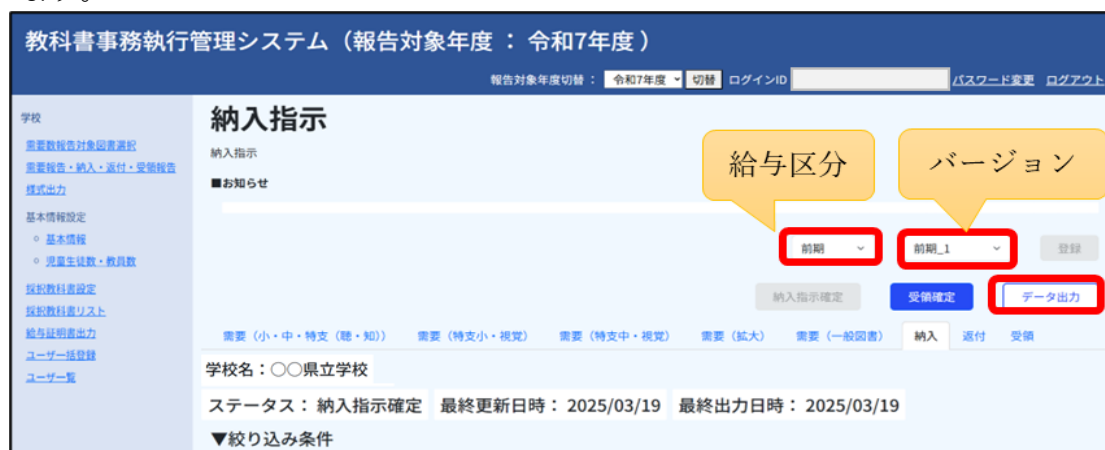 教科書事務執行管理システム（報告対象年度 ： 令和7年度 ）
報告対象年度切替 ： 令和7年度 切替 ログインID パスワード変更 ログアウト
学校
需要数報告対象図書選択
需要報告・納入・返付・受領報告
様式出力
基本情報設定
基本情報
児童生徒数・教員数
採択教科書設定
採択教科書リスト
給与証明書出力
ユーザー括登録
ユーザー覧
納入指示
納入指示
■お知らせ
給与区分
バージョン
前期 前期_1 登録
納入指示確定 受領確定 データ出力
需要（小・中・特支（聴・知）） 需要（特支小・視覚） 需要（特支中・視覚） 需要（拡大） 需要（一般図書） 納入 返付 受領
学校名：○○県立学校
ステータス： 納入指示確定 最終更新日時： 2025/03/19 最終出力日時： 2025/03/19
▼絞り込み条件